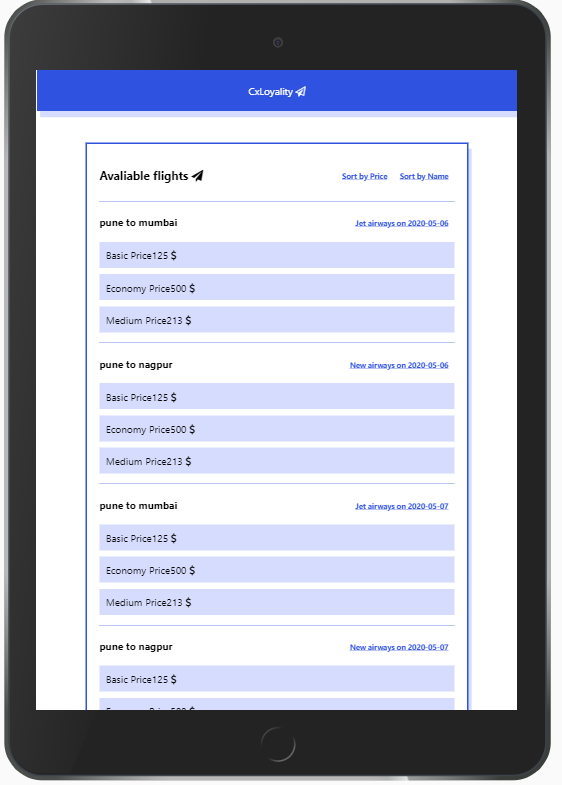 CxLoyality
Avaliable flights Sort by Price Sort by Name
pune to mumbai Jet airways on 2020-05-06
Basic Price125 $
Economy Price500 $
Medium Price213 $
pune to nagpur New airways on 2020-05-06
Basic Price125 $
Economy Price500 $
Medium Price213 $
pune to mumbai Jet airways on 2020-05-07
Basic Price125 $
Economy Price500 $
Medium Price213 $
pune to nagpur New airways on 2020-05-07
Basic Price125 $